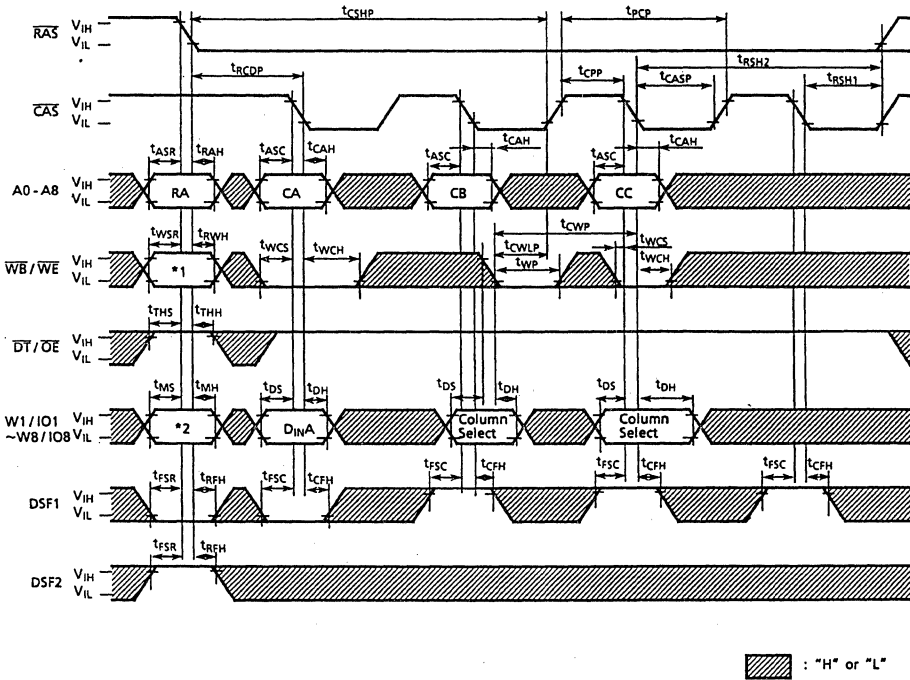 tCSHP tPCP
RAS VIH
VIL
tRCDP tRSH2
tCPP tCASP tRSH1
CAS VIH
VIL
tASR tRAH tASC tCAH tASC tCAH tASC tCAH
A0 - A8 VIH
VIL
RA CA CB CC
tCWP
tWSR tRWH tWCS tWCH tCWLP tWCS
tWP tWCH
WB / WE VIH
VIL
*1
tTHS tTHH
DT / OE VIH
VIL
tMS tMH tDS tDH tDS tDH tDS tDH
W1 / IO1 VIH
~W8 / IO8 VIL
*2 DINA Column Select Column Select
tFSR tRFH tFSC tCFH tFSC tCFH tFSC tCFH tFSC tCFH
DSF1 VIH
VIL
tFSR tRFH
DSF2 VIH
VIL
: "H" or "L"